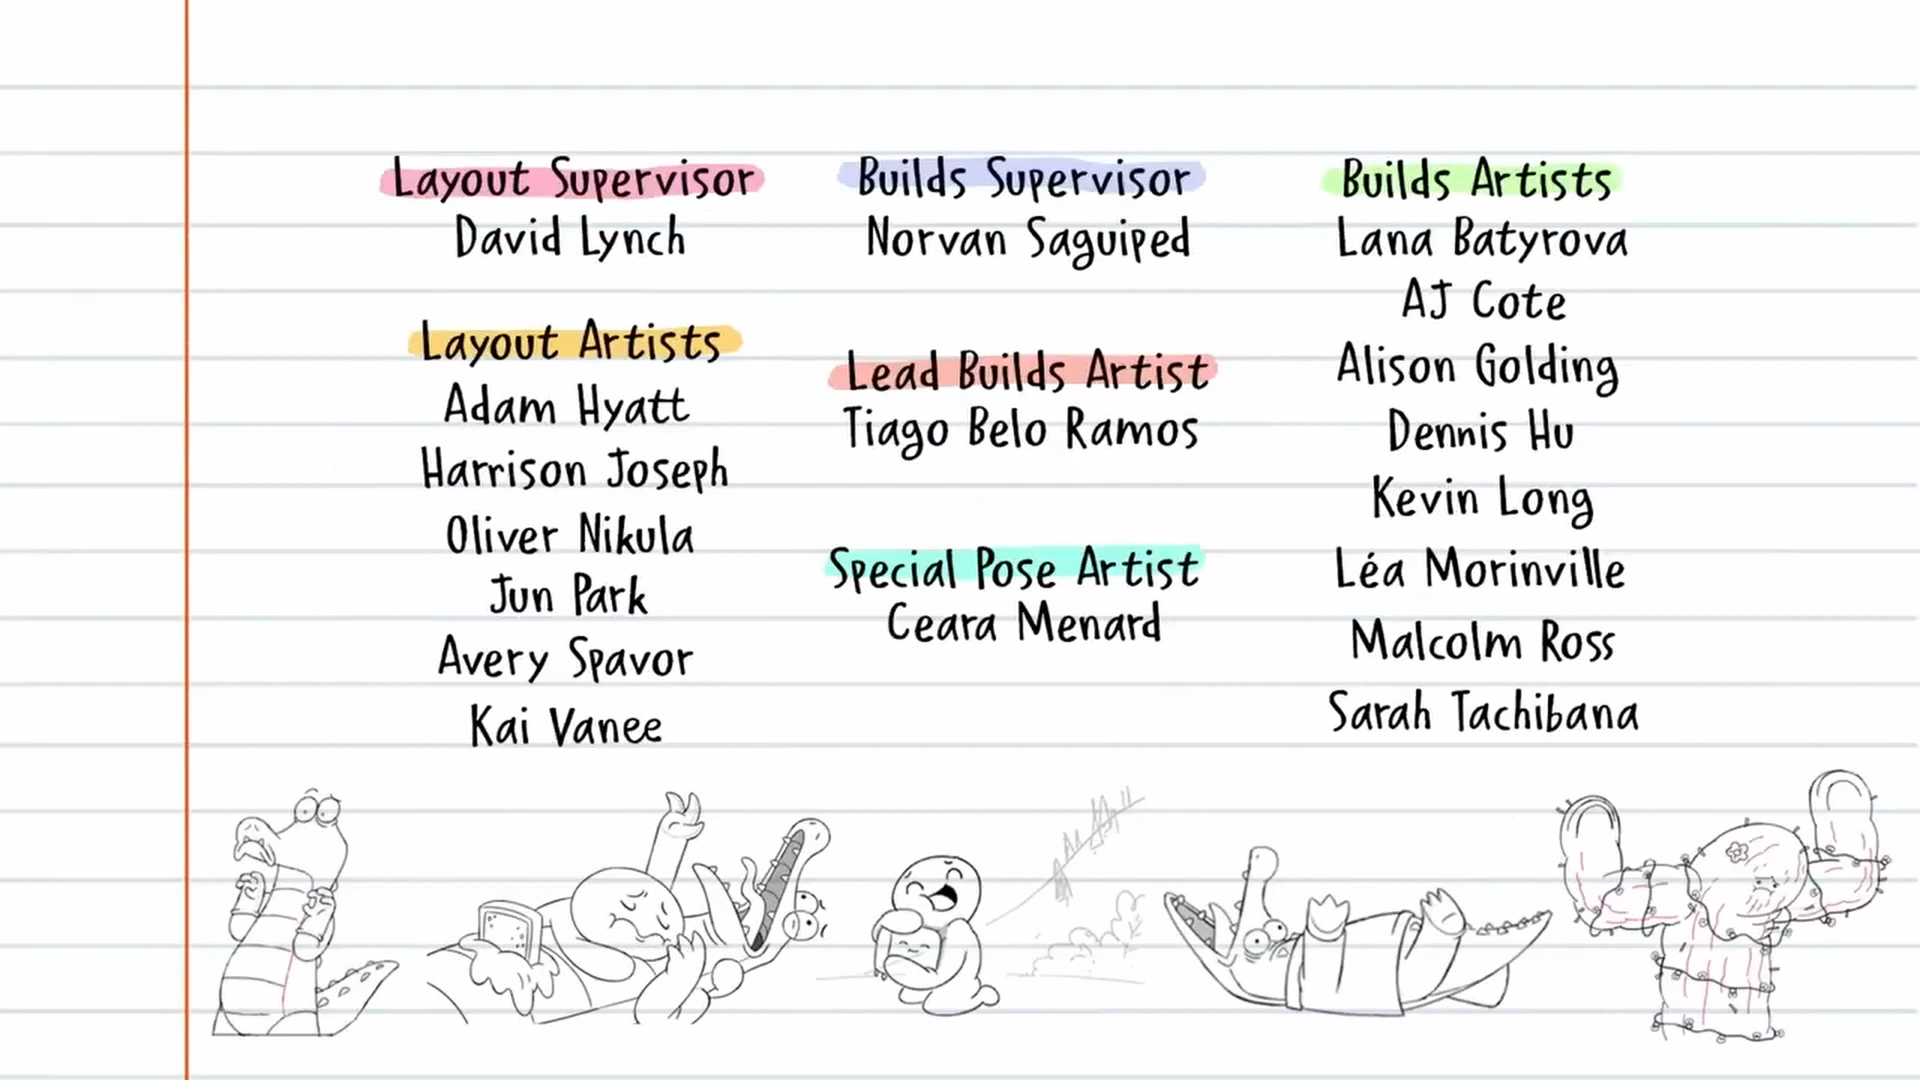 Layout Supervisor
David Lynch
Layout Artists
Adam Hyatt
Harrison Joseph
Oliver Nikula
Jun Park
Avery Spavor
Kai Vanee
Builds Supervisor
Norvan Saguiped
Lead Builds Artist
Tiago Belo Ramos
Special Pose Artist
Ceara Menard
Builds Artists
Lana Batyrova
AJ Cote
Alison Golding
Dennis Hu
Kevin Long
Léa Morinville
Malcolm Ross
Sarah Tachibana